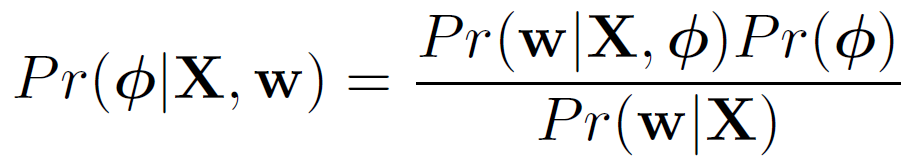 Pr(𝛟|𝐗, 𝐰) = Pr(𝐰|𝐗, 𝛟)Pr(𝛟) / Pr(𝐰|𝐗)